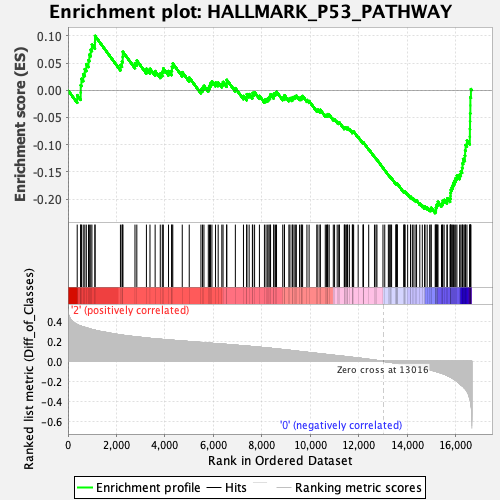 Enrichment plot: HALLMARK_P53_PATHWAY
Enrichment score (ES)
0.10
0.05
0.00
-0.05
-0.10
-0.15
-0.20
'2' (positively correlated)
Ranked list metric (Diff_of_Classes)
0.4
0.2
0.0
-0.2
-0.4
-0.6
Zero cross at 13016
'0' (negatively correlated)
0 2,000 4,000 6,000 8,000 10,000 12,000 14,000 16,000
Rank in Ordered Dataset
Enrichment profile Hits Ranking metric scores